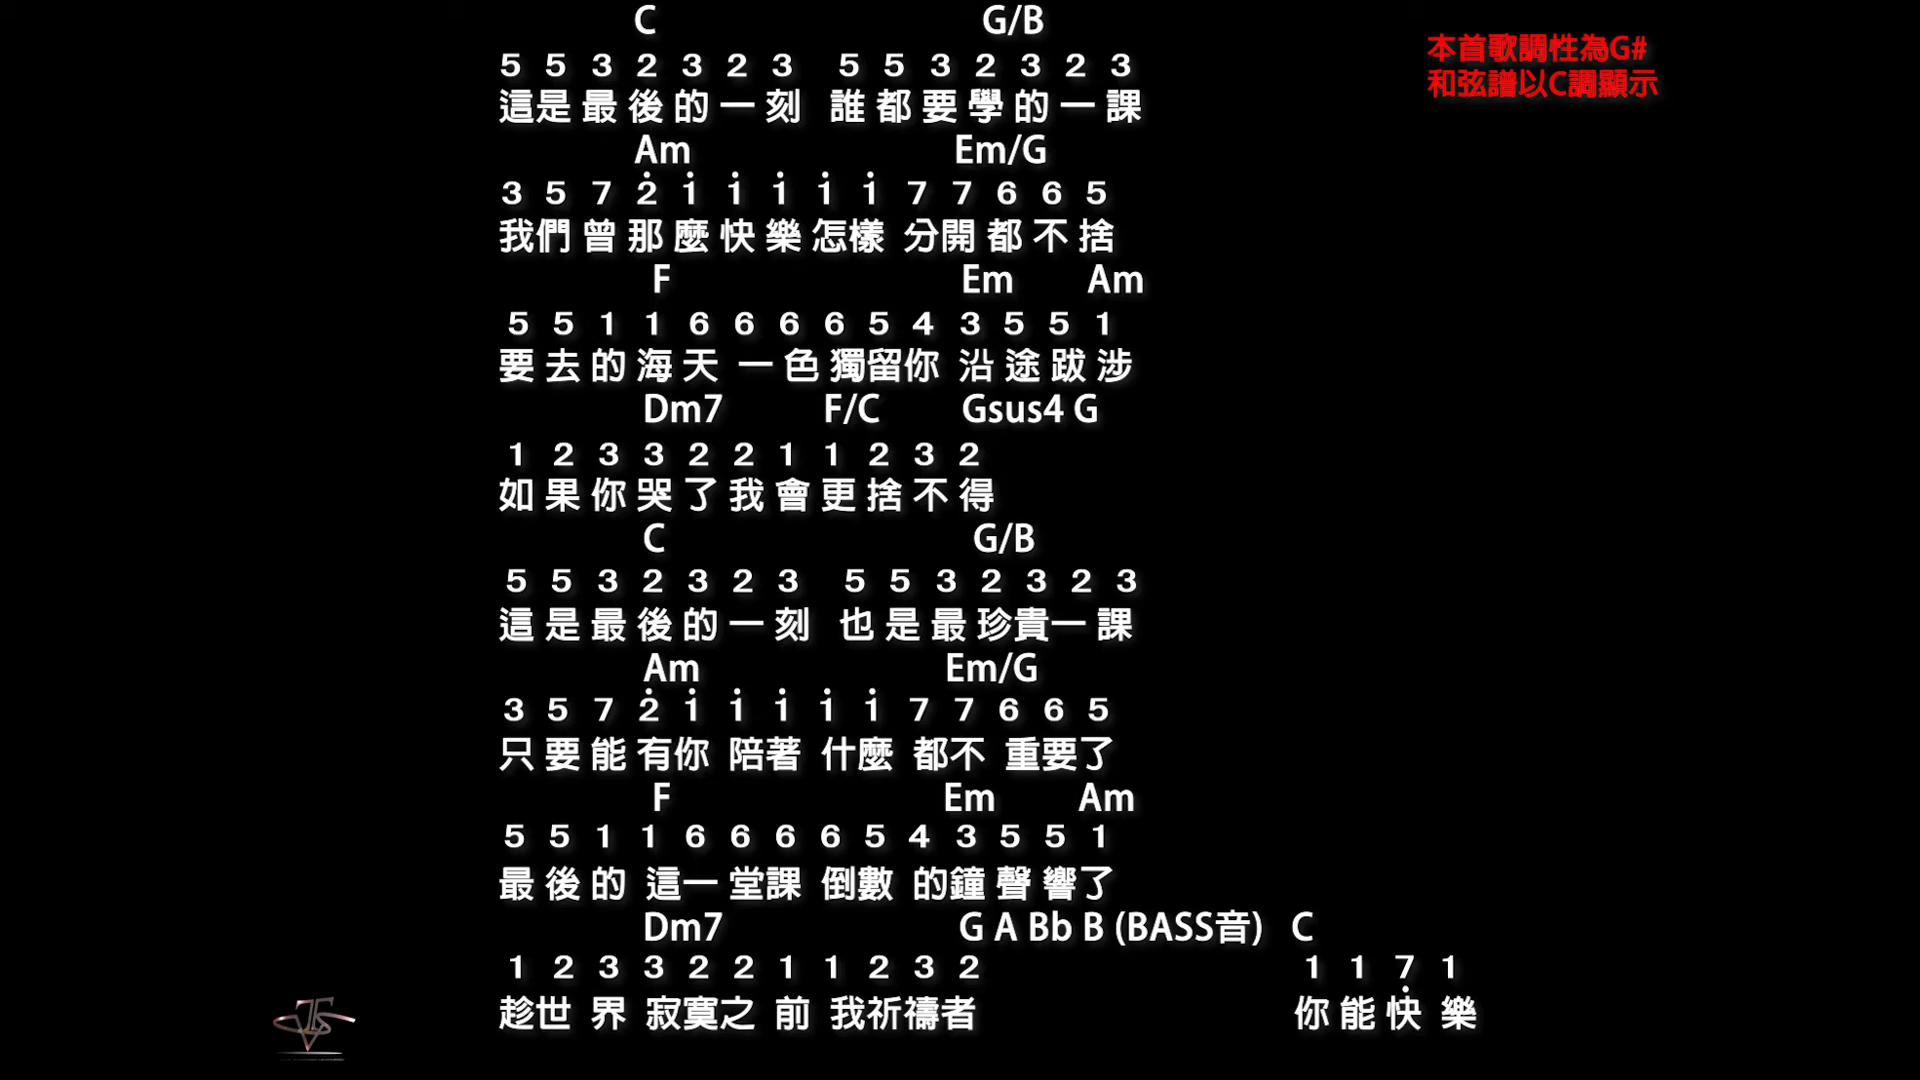 C G/B
5 5 3 2 3 2 3 5 5 3 2 3 2 3
這是最後的一刻 誰都要學的一課
Am Em/G
3 5 7 2̇ 1̇ 1̇ 1̇ 1̇ 1̇ 7 7 6 6 5
我們曾那麼快樂怎樣 分開都不捨
F Em Am
5 5 1 1 6 6 6 6 5 4 3 5 5 1
要去的海天 一色獨留你 沿途跋涉
Dm7 F/C Gsus4 G
1 2 3 3 2 2 1 1 2 3 2
如果你哭了我會更捨不得
C G/B
5 5 3 2 3 2 3 5 5 3 2 3 2 3
這是最後的一刻 也是最珍貴一課
Am Em/G
3 5 7 2̇ 1̇ 1̇ 1̇ 1̇ 1̇ 7 7 6 6 5
只要能有你 陪著 什麼 都不 重要了
F Em Am
5 5 1 1 6 6 6 6 5 4 3 5 5 1
最後的 這一堂課 倒數 的鐘聲響了
Dm7 G A Bb B (BASS音) C
1 2 3 3 2 2 1 1 2 3 2 1 1 7̣ 1
趁世界 寂寞之前 我祈禱者 你能快樂
本首歌調性為G#
和弦譜以C調顯示